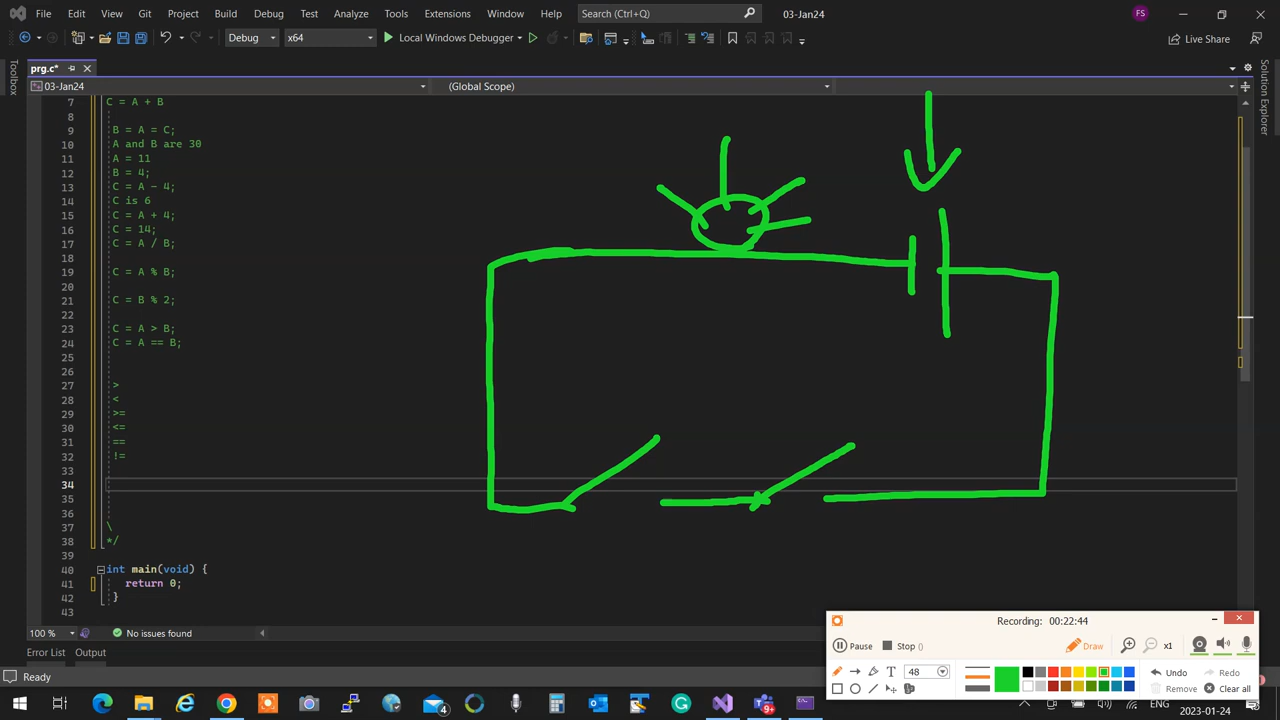 File Edit View Git Project Build Debug Test Analyze Tools Extensions Window Help Search (Ctrl+Q) 03-Jan24 FS
Debug x64 Local Windows Debugger Live Share
Toolbox
prg.c*
Solution Explorer
03-Jan24 (Global Scope)
7 C = A + B
8
9 B = A = C;
10 A and B are 30
11 A = 11
12 B = 4;
13 C = A - 4;
14 C is 6
15 C = A + 4;
16 C = 14;
17 C = A / B;
18
19 C = A % B;
20
21 C = B % 2;
22
23 C = A > B;
24 C = A == B;
25
26
27 >
28 <
29 >=
30 <=
31 ==
32 !=
33
34
35
36
37 \
38 */
39
40 int main(void) {
41 return 0;
42 }
43
100 % No issues found
Error List Output
Ready
Recording: 00:22:44
Pause Stop () Draw x1
T 48 Undo Redo
Remove Clear all
4 9+ ENG 2023-01-24